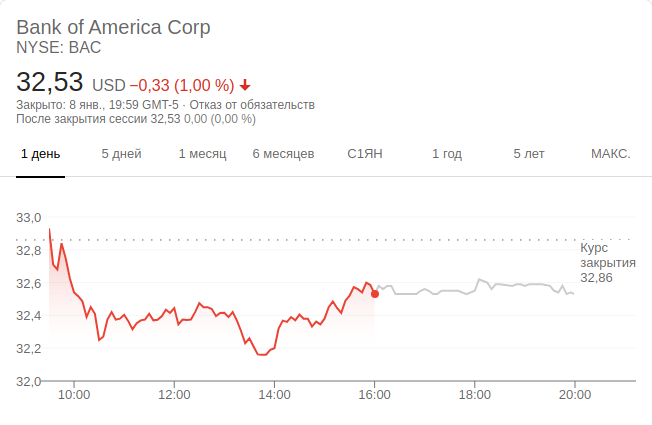 Bank of America Corp
NYSE: BAC
32,53 USD −0,33 (1,00 %)
Закрыто: 8 янв., 19:59 GMT-5 · Отказ от обязательств
После закрытия сессии 32,53 0,00 (0,00 %)
1 день 5 дней 1 месяц 6 месяцев С1ЯН 1 год 5 лет МАКС.
33,0
32,8
32,6
32,4
32,2
32,0
Курс
закрытия
32,86
10:00 12:00 14:00 16:00 18:00 20:00